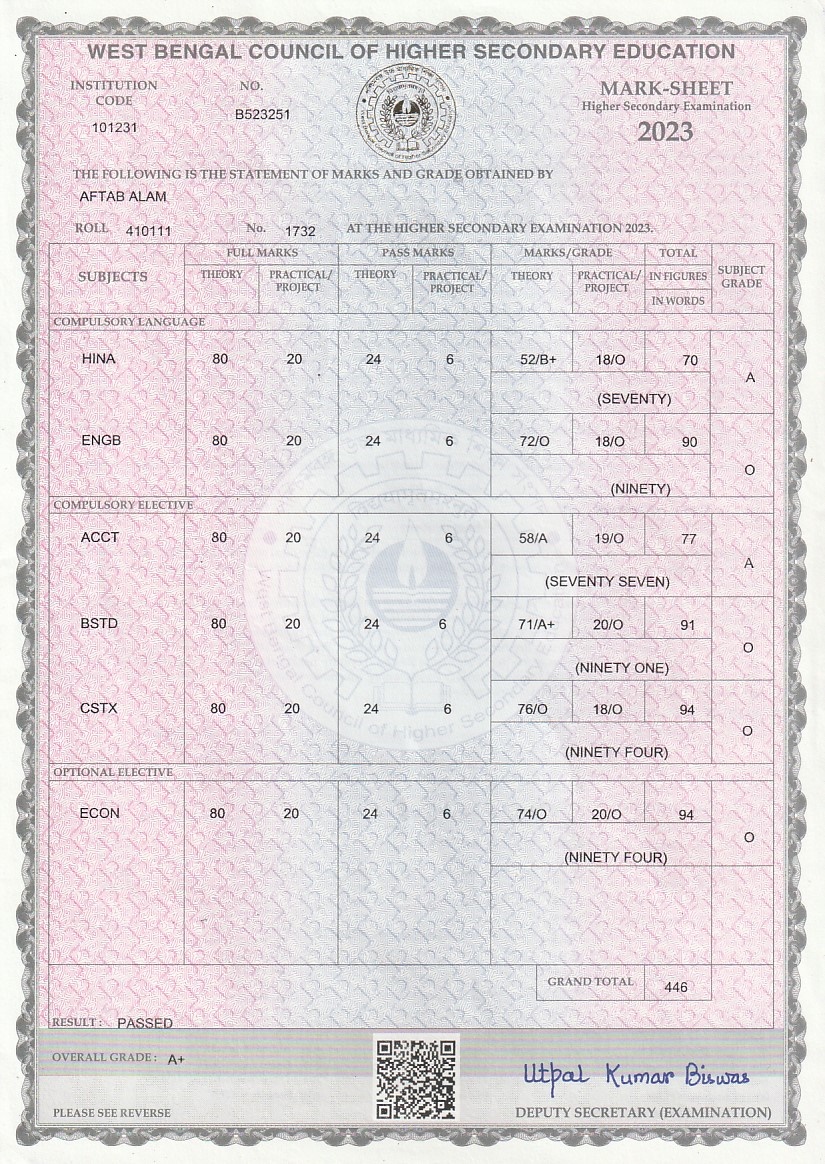 WEST BENGAL COUNCIL OF HIGHER SECONDARY EDUCATION
INSTITUTION CODE
101231
NO.
B523251
MARK-SHEET
Higher Secondary Examination
2023
THE FOLLOWING IS THE STATEMENT OF MARKS AND GRADE OBTAINED BY
AFTAB ALAM
ROLL 410111 No. 1732 AT THE HIGHER SECONDARY EXAMINATION 2023.
SUBJECTS FULL MARKS PASS MARKS MARKS/GRADE TOTAL SUBJECT GRADE
THEORY PRACTICAL/PROJECT THEORY PRACTICAL/PROJECT THEORY PRACTICAL/PROJECT IN FIGURES
IN WORDS
COMPULSORY LANGUAGE
HINA 80 20 24 6 52/B+ 18/O 70 A
(SEVENTY)
ENGB 80 20 24 6 72/O 18/O 90 O
(NINETY)
COMPULSORY ELECTIVE
ACCT 80 20 24 6 58/A 19/O 77 A
(SEVENTY SEVEN)
BSTD 80 20 24 6 71/A+ 20/O 91 O
(NINETY ONE)
CSTX 80 20 24 6 76/O 18/O 94 O
(NINETY FOUR)
OPTIONAL ELECTIVE
ECON 80 20 24 6 74/O 20/O 94 O
(NINETY FOUR)
GRAND TOTAL 446
RESULT : PASSED
OVERALL GRADE : A+
Utpal Kumar Biswas
PLEASE SEE REVERSE
DEPUTY SECRETARY (EXAMINATION)
West Bengal Council of Higher Secondary E